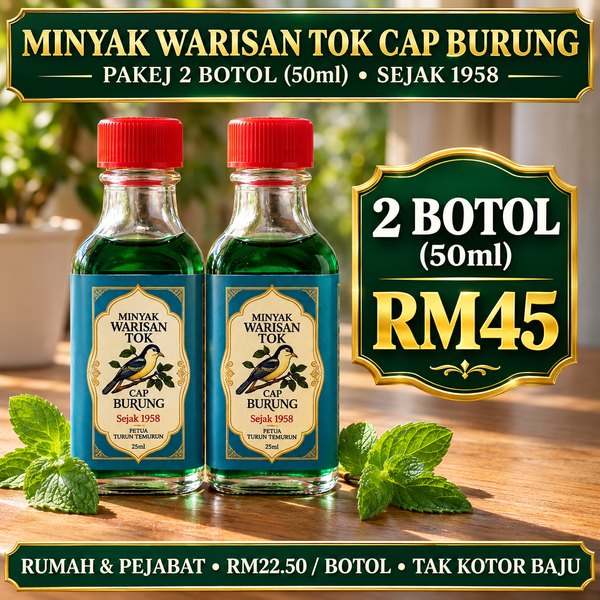 MINYAK WARISAN TOK CAP BURUNG
PAKEJ 2 BOTOL (50ml) • SEJAK 1958
2 BOTOL
(50ml)
RM45
MINYAK
WARISAN
TOK
CAP
BURUNG
Sejak 1958
PETUA
TURUN TEMURUN
25ml
MINYAK
WARISAN
TOK
CAP
BURUNG
Sejak 1958
PETUA
TURUN TEMURUN
25ml
RUMAH & PEJABAT • RM22.50 / BOTOL • TAK KOTOR BAJU